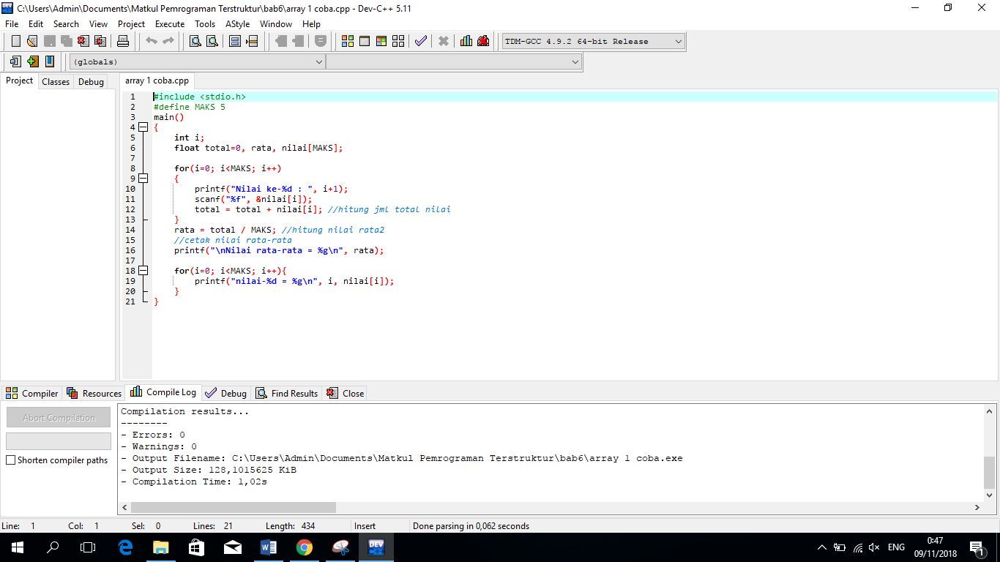 C:\Users\Admin\Documents\Matkul Pemrograman Terstruktur\bab6\array 1 coba.cpp - Dev-C++ 5.11
File Edit Search View Project Execute Tools AStyle Window Help
TDM-GCC 4.9.2 64-bit Release
(globals)
Project Classes Debug
array 1 coba.cpp
1 #include <stdio.h>
2 #define MAKS 5
3 main()
4 {
5 int i;
6 float total=0, rata, nilai[MAKS];
7
8 for(i=0; i<MAKS; i++)
9 {
10 printf("Nilai ke-%d : ", i+1);
11 scanf("%f", &nilai[i]);
12 total = total + nilai[i]; //hitung jml total nilai
13 }
14 rata = total / MAKS; //hitung nilai rata2
15 //cetak nilai rata-rata
16 printf("\nNilai rata-rata = %g\n", rata);
17
18 for(i=0; i<MAKS; i++){
19 printf("nilai-%d = %g\n", i, nilai[i]);
20 }
21 }
Compiler Resources Compile Log Debug Find Results Close
Abort Compilation
Shorten compiler paths
Compilation results...
--------
- Errors: 0
- Warnings: 0
- Output Filename: C:\Users\Admin\Documents\Matkul Pemrograman Terstruktur\bab6\array 1 coba.exe
- Output Size: 128,1015625 KiB
- Compilation Time: 1,02s
Line: 1 Col: 1 Sel: 0 Lines: 21 Length: 434 Insert Done parsing in 0,062 seconds
DEV
ENG
0:47
09/11/2018
1